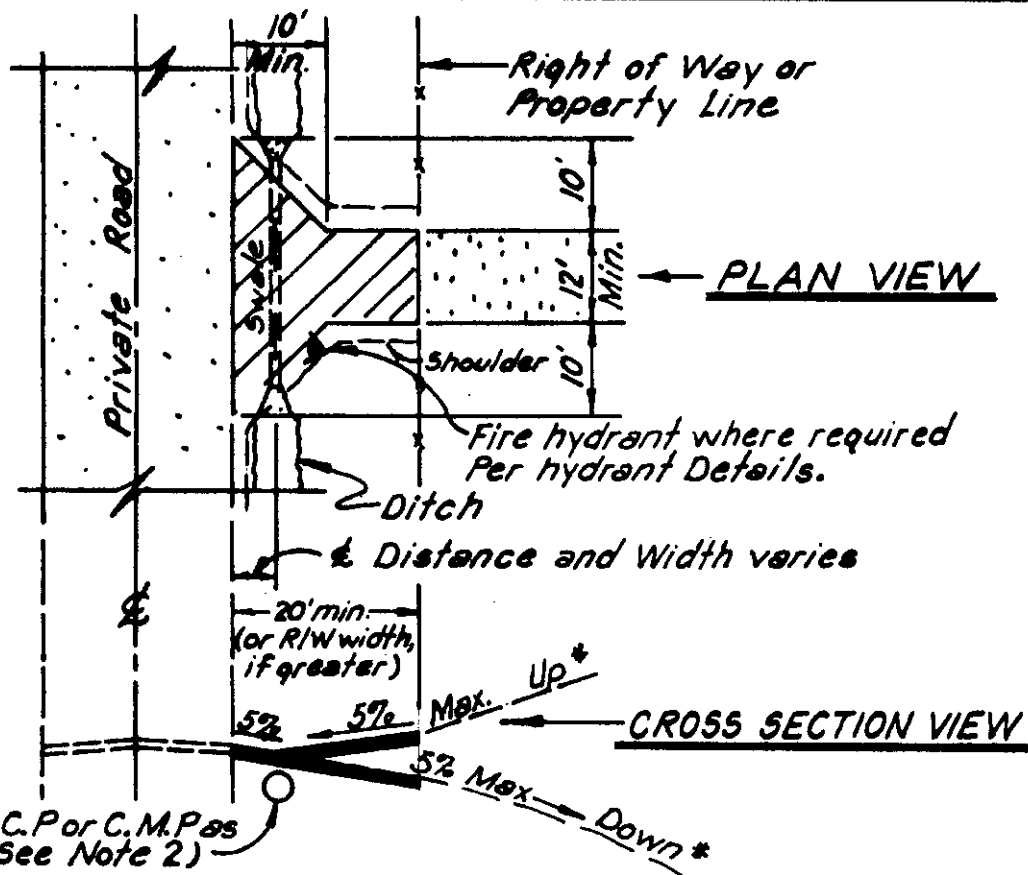 10'
Min.
Right of Way or
Property Line
10'
Private Road
Swale
12'
Min.
PLAN VIEW
Shoulder
10'
Fire hydrant where required
Per hydrant Details.
Ditch
℄ Distance and Width varies
℄
20' min.
(or R/W width,
if greater)
5%
5%
Max.
Up*
CROSS SECTION VIEW
5% Max
Down*
C.P or C.M.P as
See Note 2)